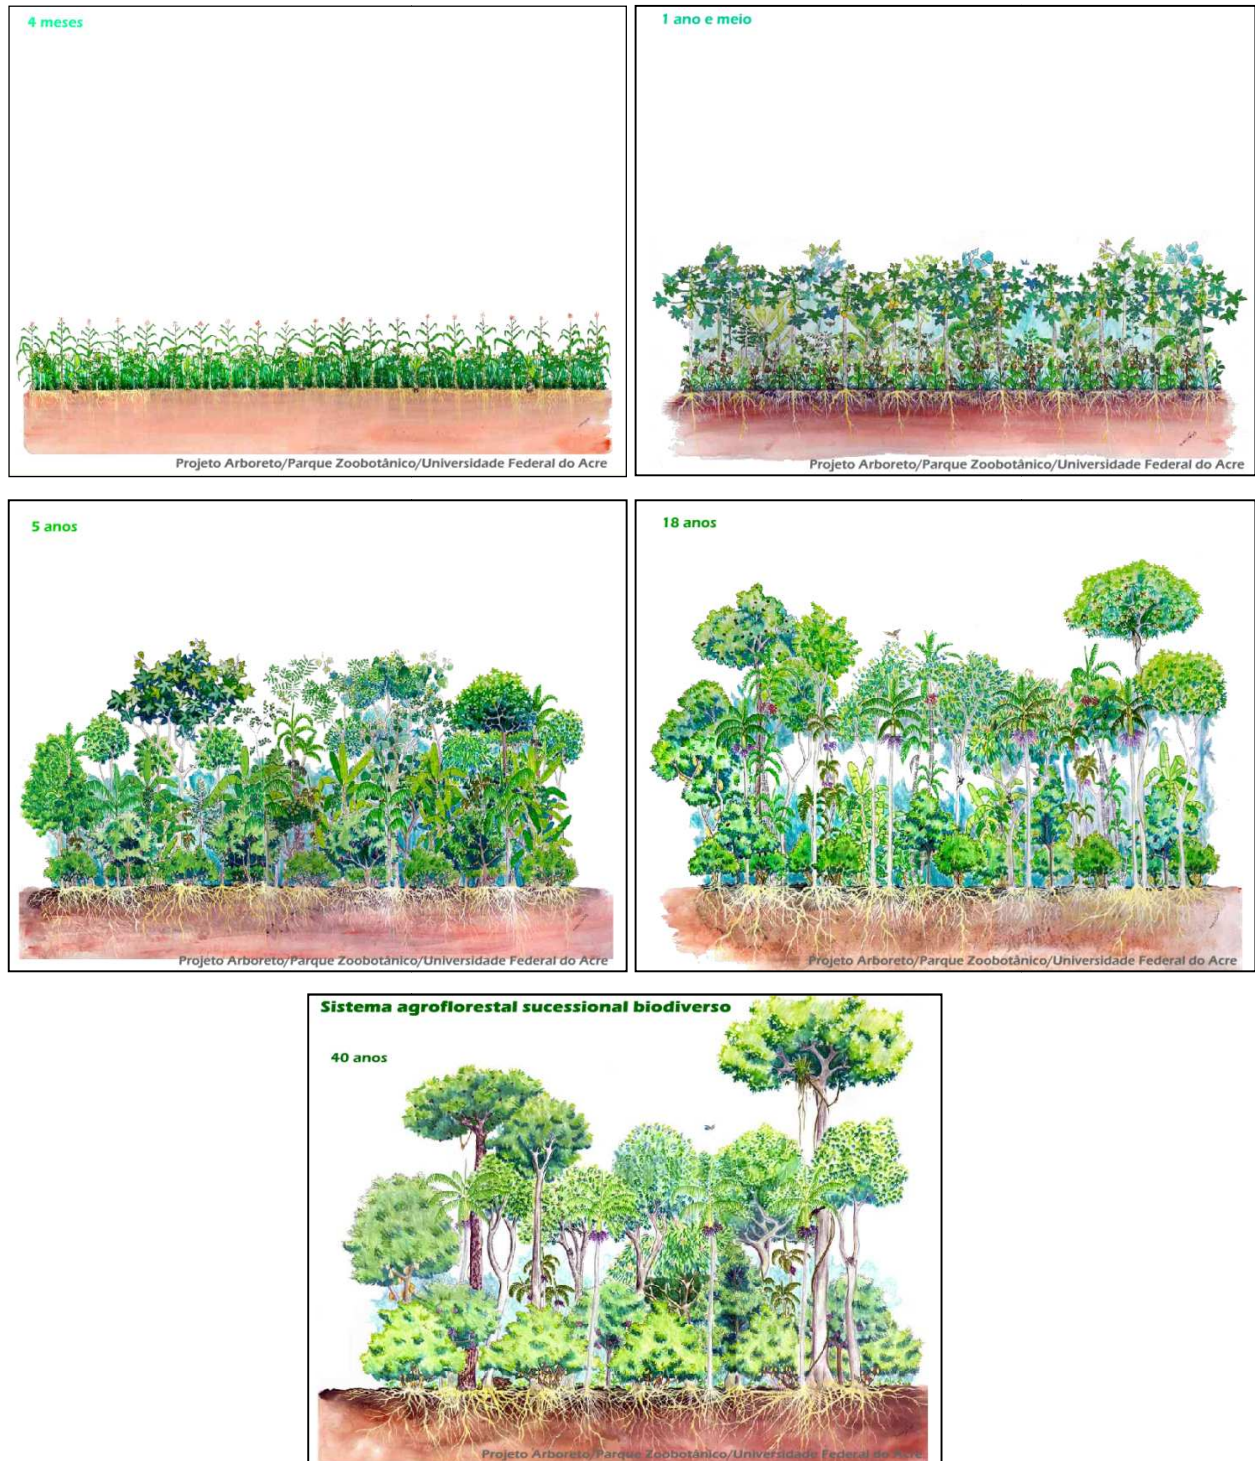 4 meses
Projeto Arboreto/Parque Zoobotânico/Universidade Federal do Acre
1 ano e meio
Projeto Arboreto/Parque Zoobotânico/Universidade Federal do Acre
5 anos
Projeto Arboreto/Parque Zoobotânico/Universidade Federal do Acre
18 anos
Projeto Arboreto/Parque Zoobotânico/Universidade Federal do Acre
Sistema agroflorestal sucessional biodiverso
40 anos
Projeto Arboreto/Parque Zoobotânico/Universidade Federal do Acre